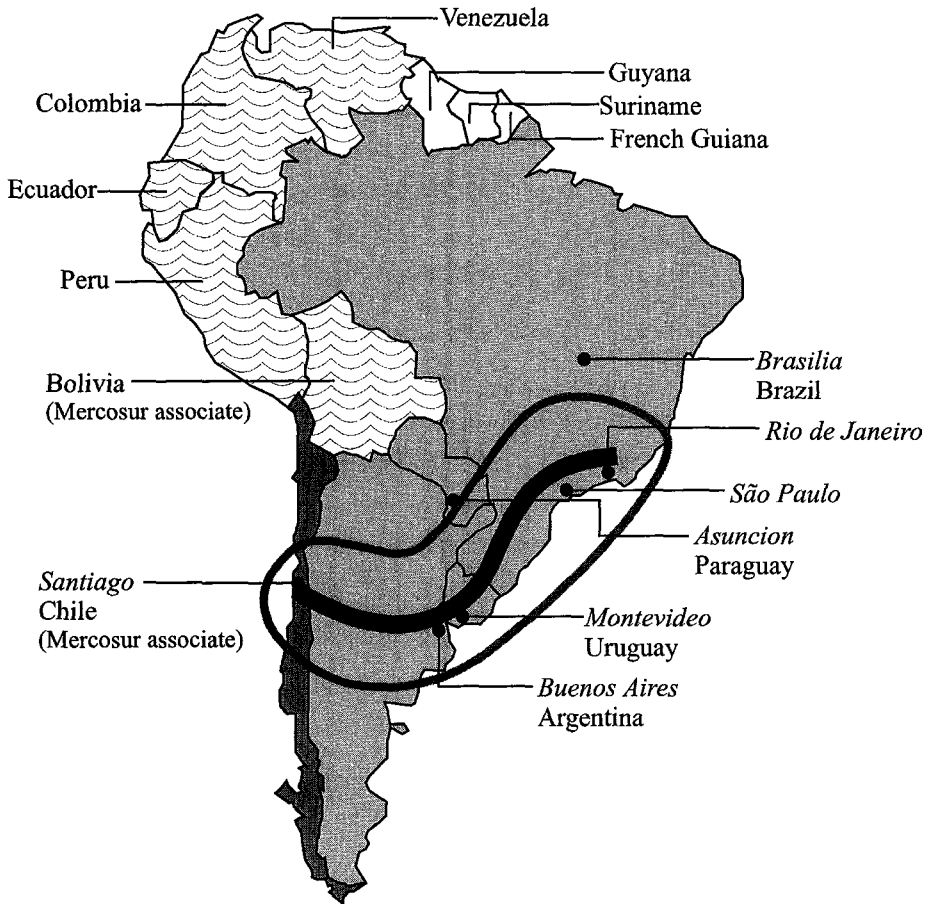 Venezuela
Guyana
Suriname
French Guiana
Colombia
Ecuador
Peru
Bolivia
(Mercosur associate)
Brasilia
Brazil
Rio de Janeiro
São Paulo
Asuncion
Paraguay
Santiago
Chile
(Mercosur associate)
Montevideo
Uruguay
Buenos Aires
Argentina